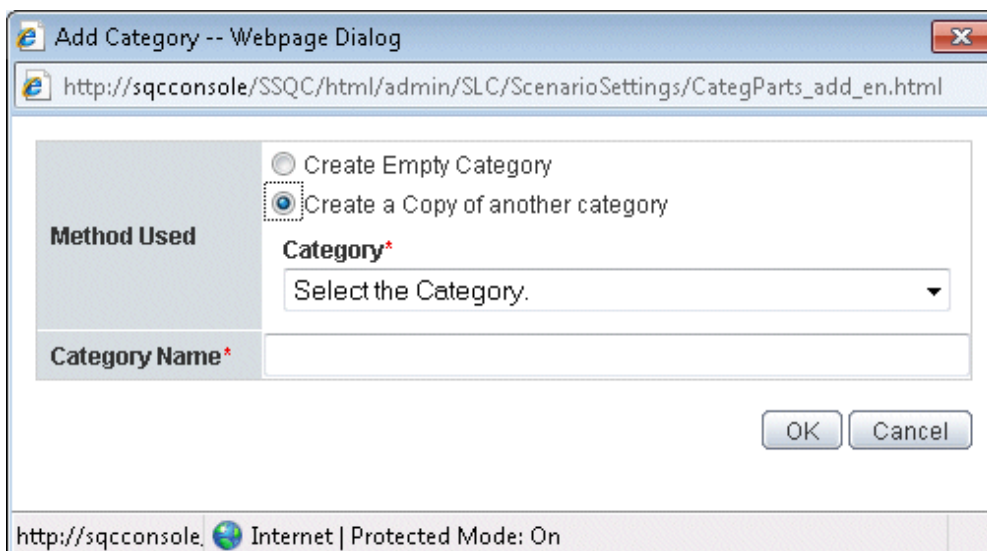 Add Category -- Webpage Dialog
http://sqcconsole/SSQC/html/admin/SLC/ScenarioSettings/CategParts_add_en.html
Method Used
Create Empty Category
Create a Copy of another category
Category*
Select the Category.
Category Name*
OK Cancel
http://sqcconsole, Internet | Protected Mode: On